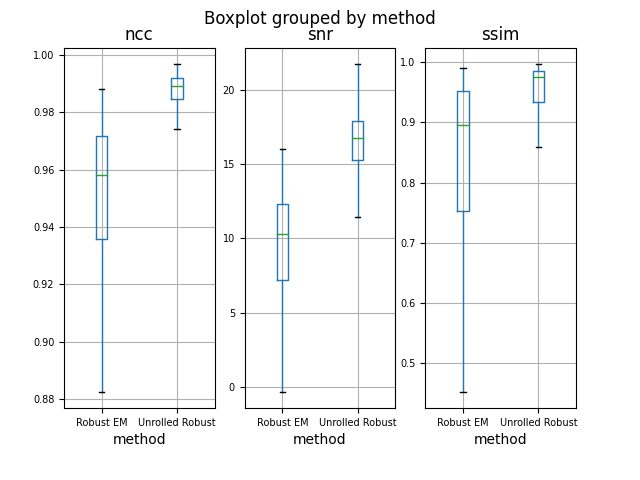 Boxplot grouped by method
ncc
snr
ssim
1.00
0.98
0.96
0.94
0.92
0.90
0.88
20
15
10
5
0
1.0
0.9
0.8
0.7
0.6
0.5
Robust EM Unrolled Robust
Robust EM Unrolled Robust
Robust EM Unrolled Robust
method
method
method